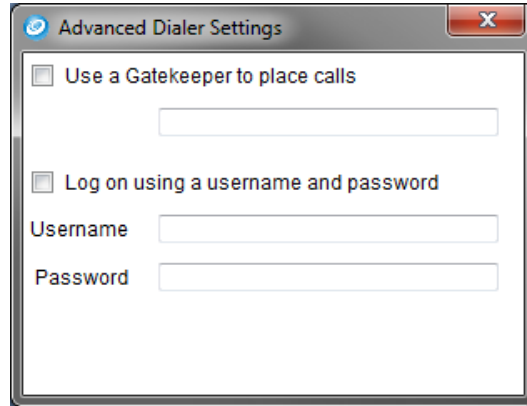 Advanced Dialer Settings
Use a Gatekeeper to place calls
Log on using a username and password
Username
Password